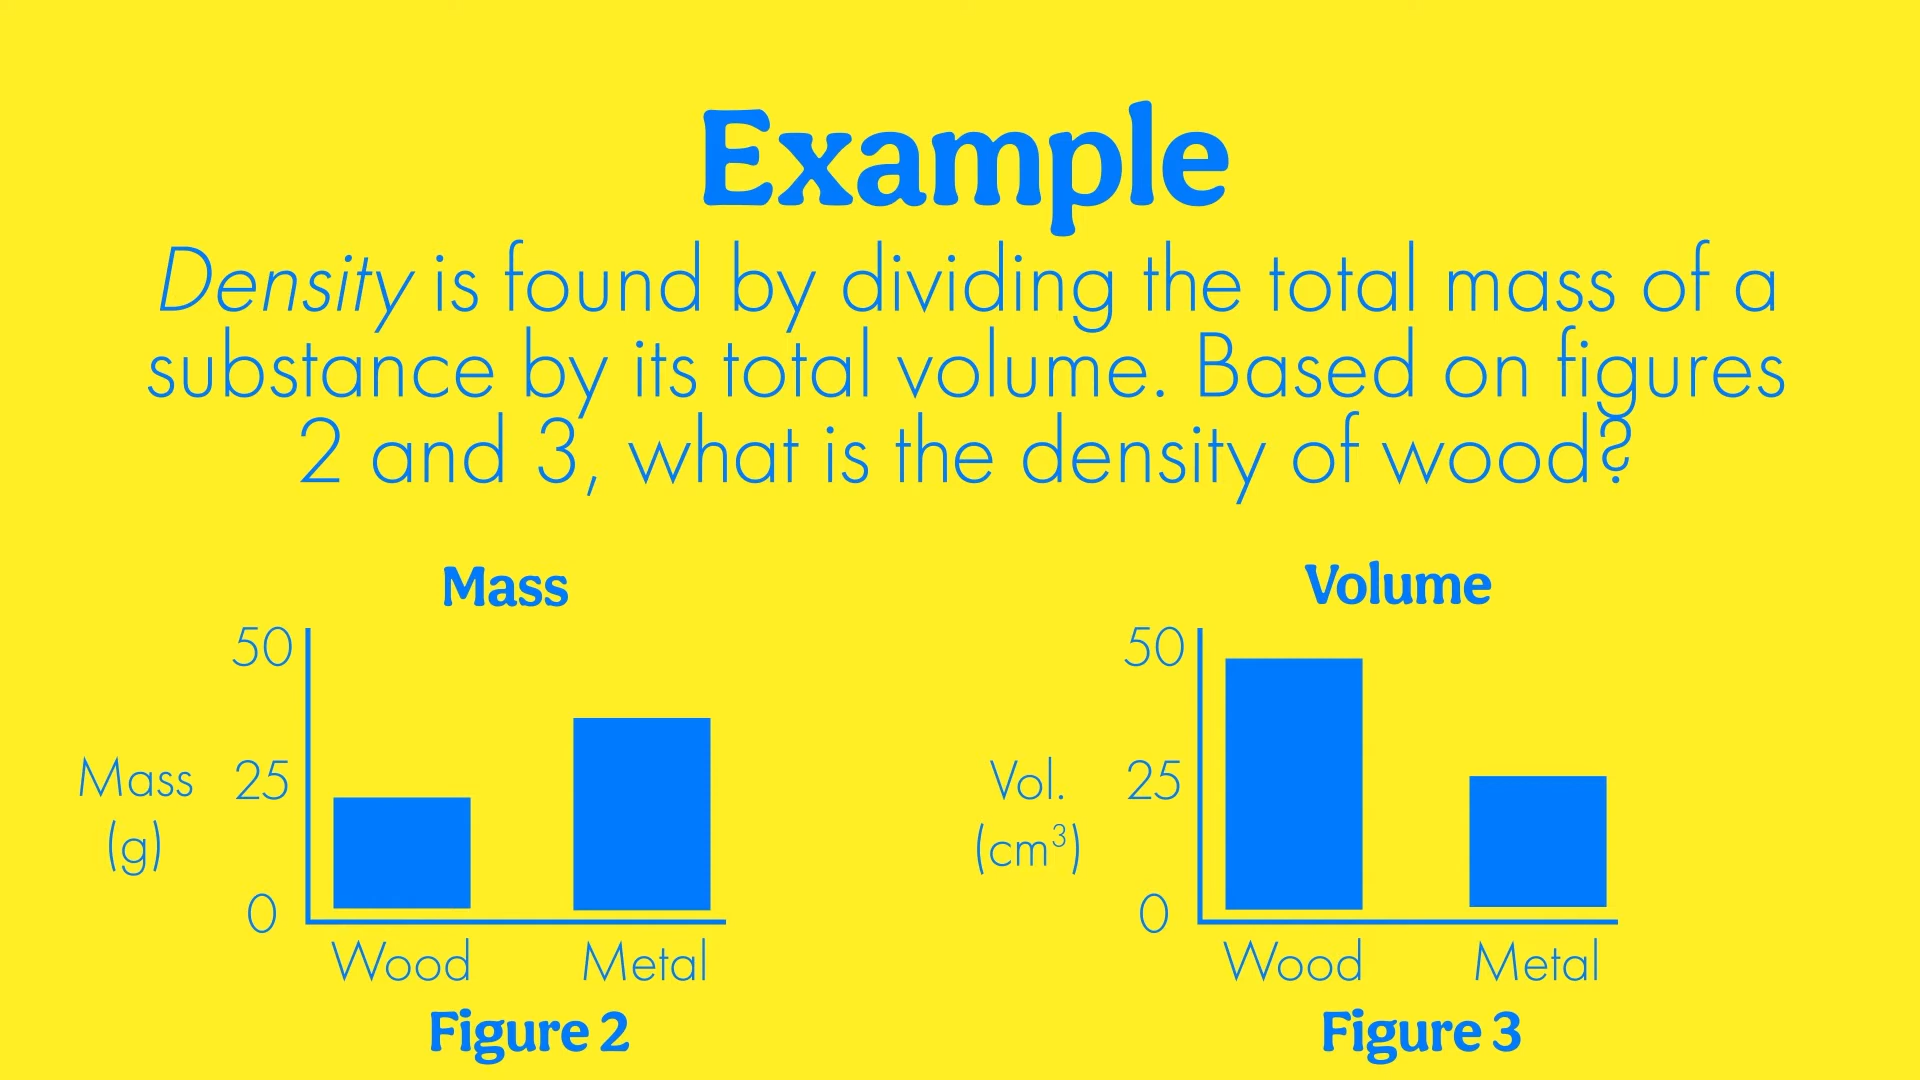 Example
Density is found by dividing the total mass of a
substance by its total volume. Based on figures
2 and 3, what is the density of wood?
Mass
50
25
0
Mass
(g)
Wood Metal
Figure 2
Volume
50
25
0
Vol.
(cm³)
Wood Metal
Figure 3